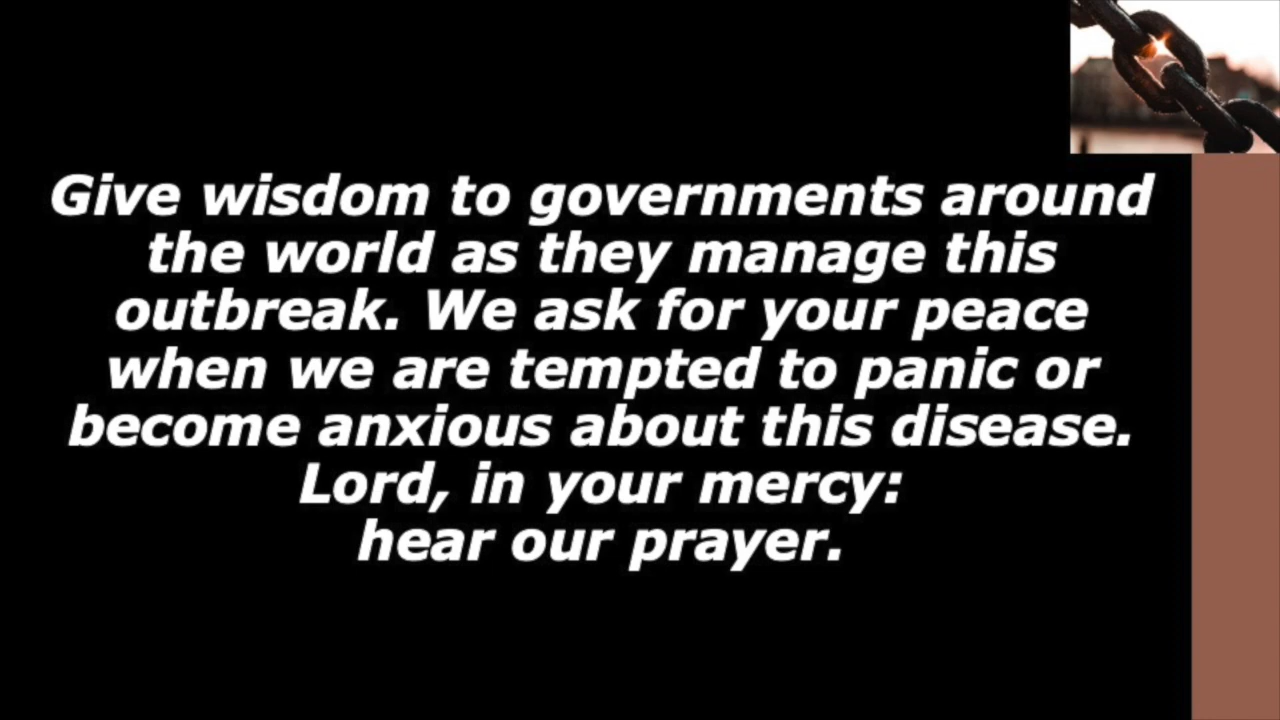 Give wisdom to governments around
the world as they manage this
outbreak. We ask for your peace
when we are tempted to panic or
become anxious about this disease.
Lord, in your mercy:
hear our prayer.